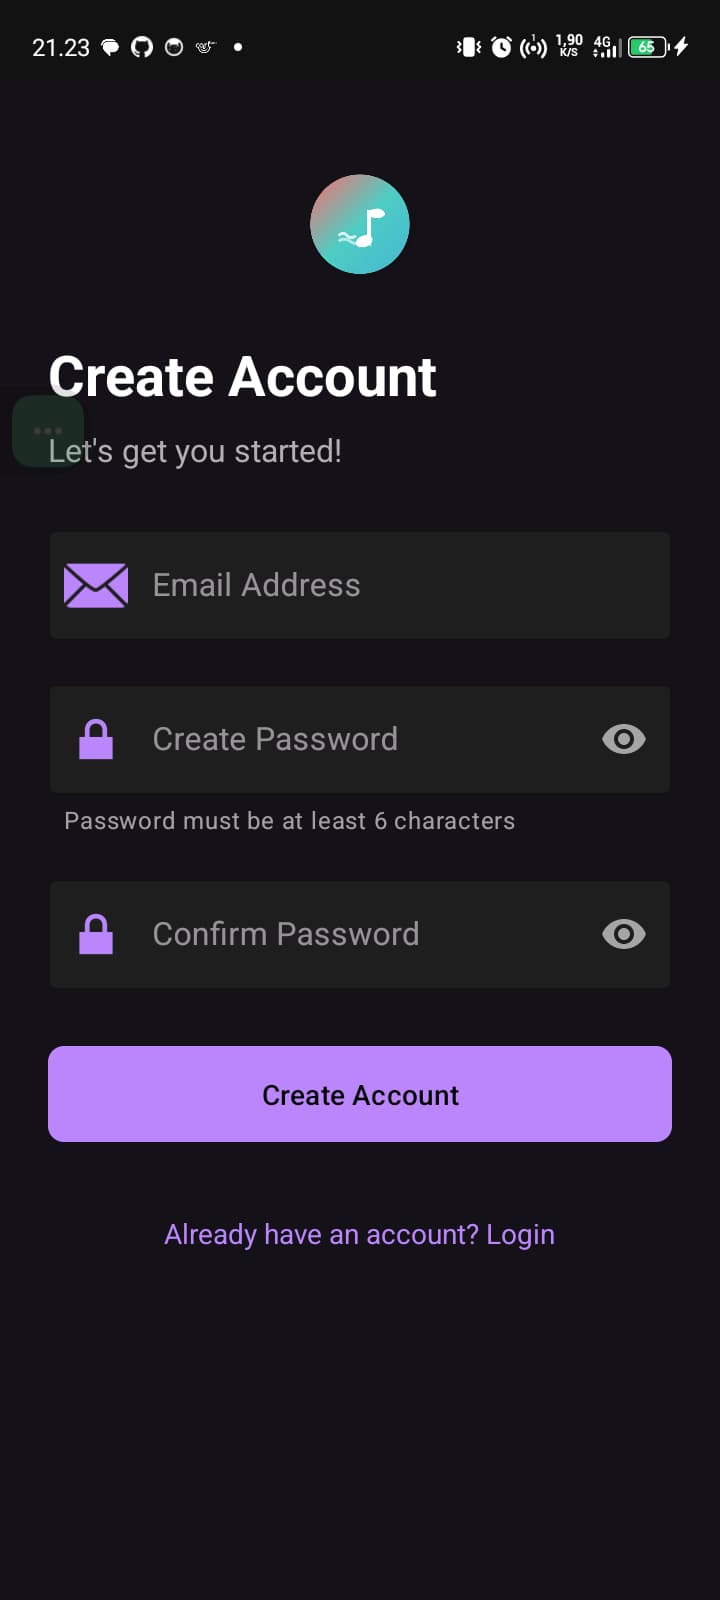 21.23
1
1,90
K/S
4G
65
Create Account
Let's get you started!
Email Address
Create Password
Password must be at least 6 characters
Confirm Password
Create Account
Already have an account? Login